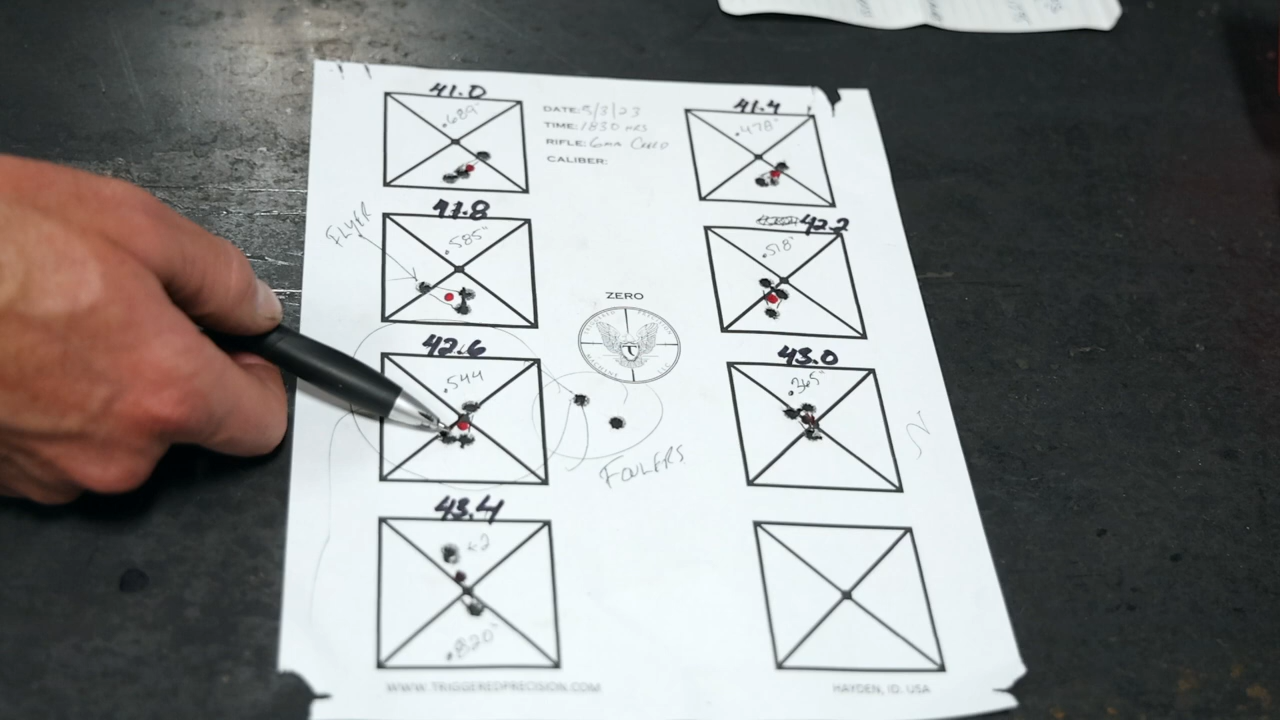 41.0
.689"
DATE: 5/3/23
TIME: 1830 HRS
RIFLE: 6MM CREED
CALIBER:
41.4
.478"
41.8
.585"
FLYER
42.2
.518"
ZERO
42.6
.544
43.0
.365"
FOULERS
43.4
x2
.820"
WWW.TRIGGEREDPRECISION.COM
HAYDEN, ID. USA